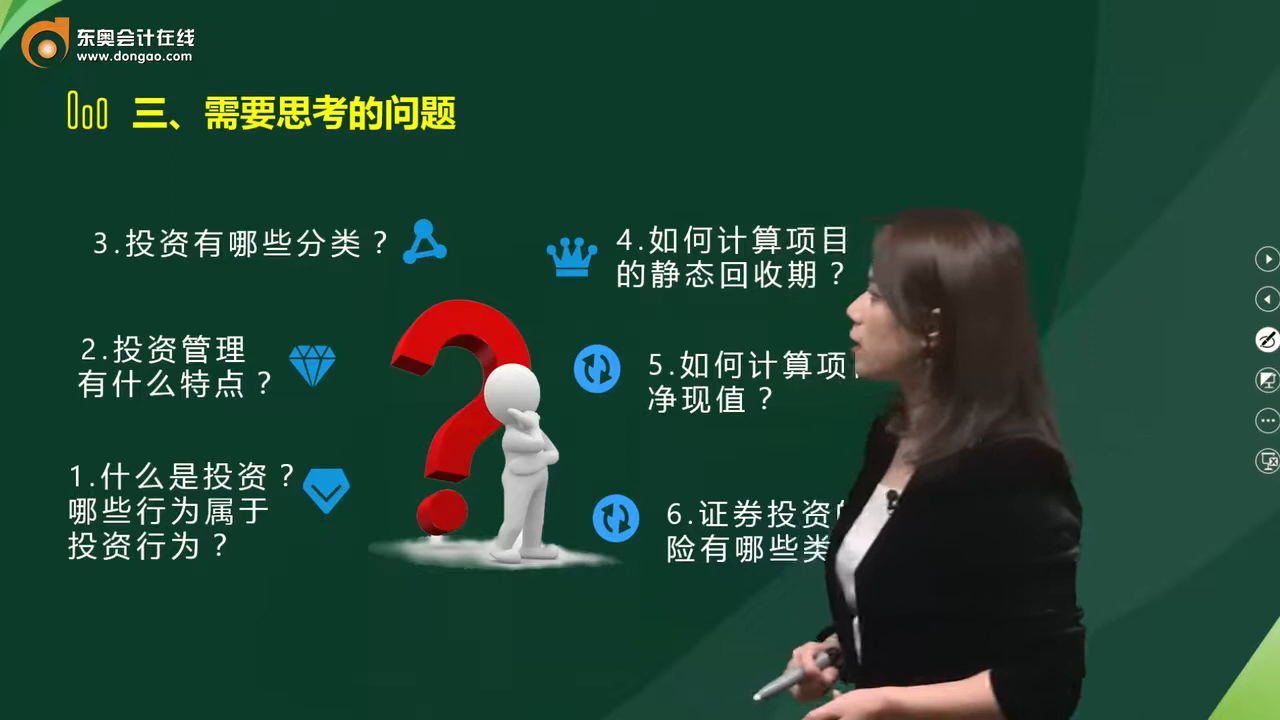 东奥会计在线
www.dongao.com
三、需要思考的问题
3.投资有哪些分类？
2.投资管理
有什么特点？
1.什么是投资？
哪些行为属于
投资行为？
4.如何计算项目
的静态回收期？
5.如何计算项
净现值？
6.证券投资
险有哪些类